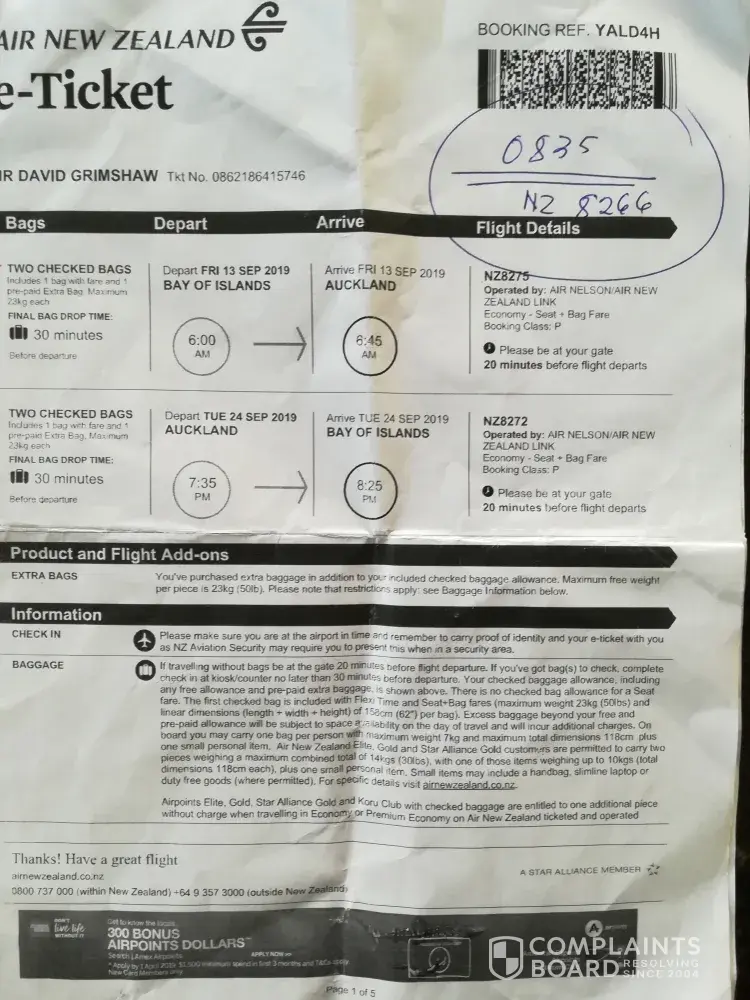 AIR NEW ZEALAND
e-Ticket
BOOKING REF. YALD4H
0835
NZ 8266
IR DAVID GRIMSHAW Tkt No. 0862186415746
Bags Depart Arrive Flight Details
TWO CHECKED BAGS
Includes 1 bag with fare and 1
pre-paid Extra Bag. Maximum
23kg each
FINAL BAG DROP TIME:
30 minutes
Before departure
Depart FRI 13 SEP 2019
BAY OF ISLANDS
6:00
AM
Arrive FRI 13 SEP 2019
AUCKLAND
6:45
AM
NZ8275
Operated by: AIR NELSON/AIR NEW
ZEALAND LINK
Economy - Seat + Bag Fare
Booking Class: P
Please be at your gate
20 minutes before flight departs
TWO CHECKED BAGS
Includes 1 bag with fare and 1
pre-paid Extra Bag. Maximum
23kg each
FINAL BAG DROP TIME:
30 minutes
Before departure
Depart TUE 24 SEP 2019
AUCKLAND
7:35
PM
Arrive TUE 24 SEP 2019
BAY OF ISLANDS
8:25
PM
NZ8272
Operated by: AIR NELSON/AIR NEW
ZEALAND LINK
Economy - Seat + Bag Fare
Booking Class: P
Please be at your gate
20 minutes before flight departs
Product and Flight Add-ons
EXTRA BAGS
You've purchased extra baggage in addition to your included checked baggage allowance. Maximum free weight
per piece is 23kg (50lb). Please note that restrictions apply: see Baggage Information below.
Information
CHECK IN
Please make sure you are at the airport in time and remember to carry proof of identity and your e-ticket with you
as NZ Aviation Security may require you to present this when in a security area.
BAGGAGE
If travelling without bags be at the gate 20 minutes before flight departure. If you've got bag(s) to check, complete
check in at kiosk/counter no later than 30 minutes before departure. Your checked baggage allowance, including
any free allowance and pre-paid extra baggage, is shown above. There is no checked bag allowance for a Seat
fare. The first checked bag is included with Flexi Time and Seat+Bag fares (maximum weight 23kg (50lbs) and
linear dimensions (length + width + height) of 158cm (62") per bag). Excess baggage beyond your free and
pre-paid allowance will be subject to space availability on the day of travel and will incur additional charges. On
board you may carry one bag per person with maximum weight 7kg and maximum total dimensions 118cm plus
one small personal item. Air New Zealand Elite, Gold and Star Alliance Gold customers are permitted to carry two
pieces weighing a maximum combined total of 14kgs (30lbs), with one of those items weighing up to 10kgs (total
dimensions 118cm each), plus one small personal item. Small items may include a handbag, slimline laptop or
duty free goods (where permitted). For specific details visit airnewzealand.co.nz.
Airpoints Elite, Gold, Star Alliance Gold and Koru Club with checked baggage are entitled to one additional piece
without charge when travelling in Economy or Premium Economy on Air New Zealand ticketed and operated
Thanks! Have a great flight
airnewzealand.co.nz
0800 737 000 (within New Zealand) +64 9 357 3000 (outside New Zealand)
A STAR ALLIANCE MEMBER
DON'T
live life
WITHOUT IT
Get to know the locals
300 BONUS
AIRPOINTS DOLLARS
Search Amex Airpoints
APPLY NOW
New Card Members only
COMPLAINTS
BOARD
RESOLVING
SINCE 2004
Page 1 of 5